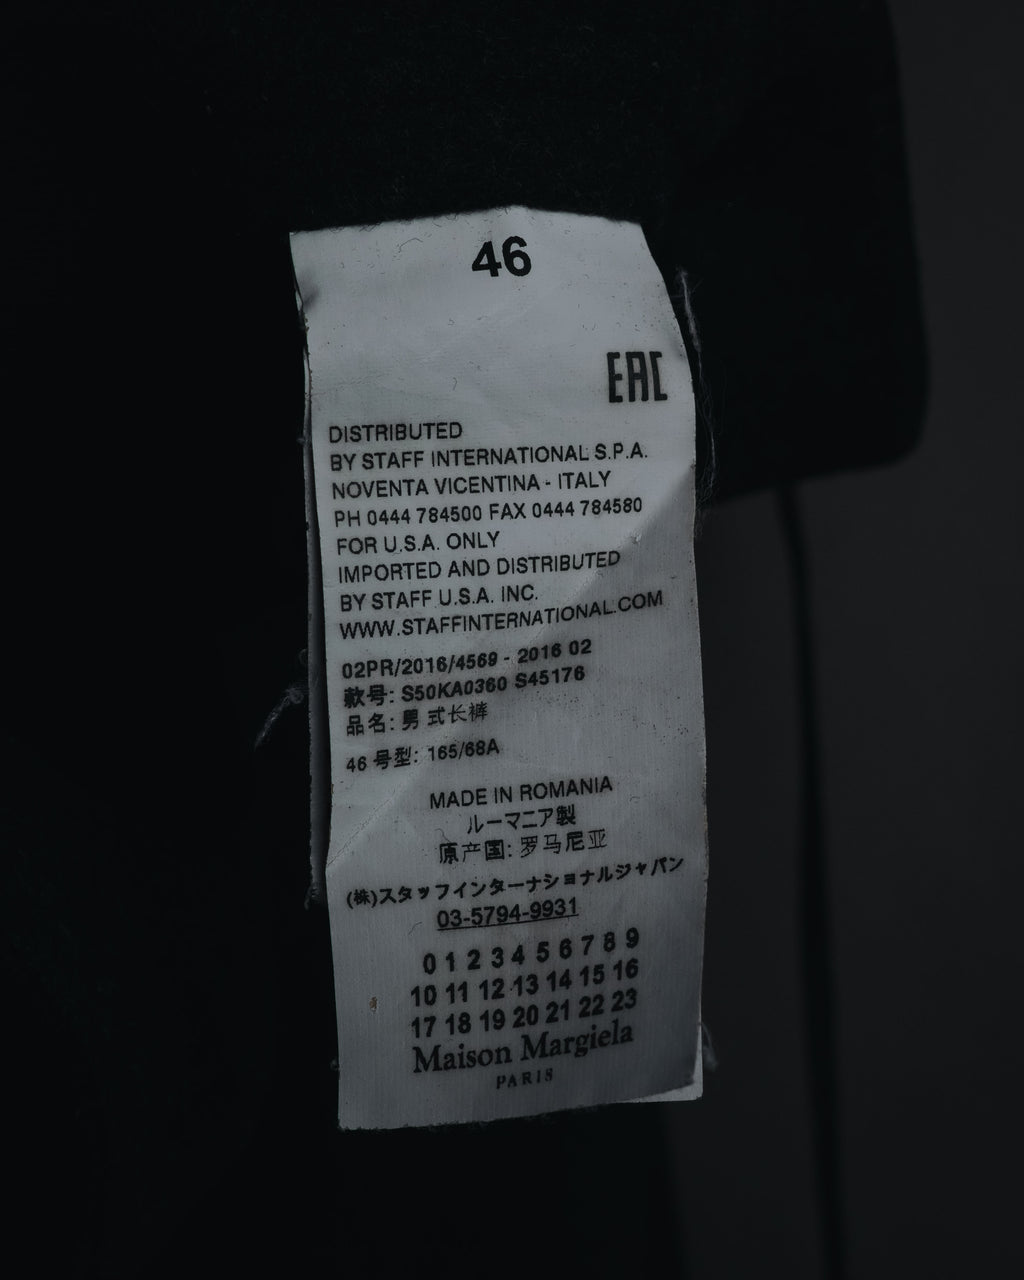 46
EAC
DISTRIBUTED
BY STAFF INTERNATIONAL S.P.A.
NOVENTA VICENTINA - ITALY
PH 0444 784500 FAX 0444 784580
FOR U.S.A. ONLY
IMPORTED AND DISTRIBUTED
BY STAFF U.S.A. INC.
WWW.STAFFINTERNATIONAL.COM
02PR/2016/4569 - 2016 02
款号: S50KA0360 S45176
品名: 男式长裤
46 号型: 165/68A
MADE IN ROMANIA
ルーマニア製
原产国: 罗马尼亚
(株)スタッフインターナショナルジャパン
03-5794-9931
0 1 2 3 4 5 6 7 8 9
10 11 12 13 14 15 16
17 18 19 20 21 22 23
Maison Margiela
PARIS